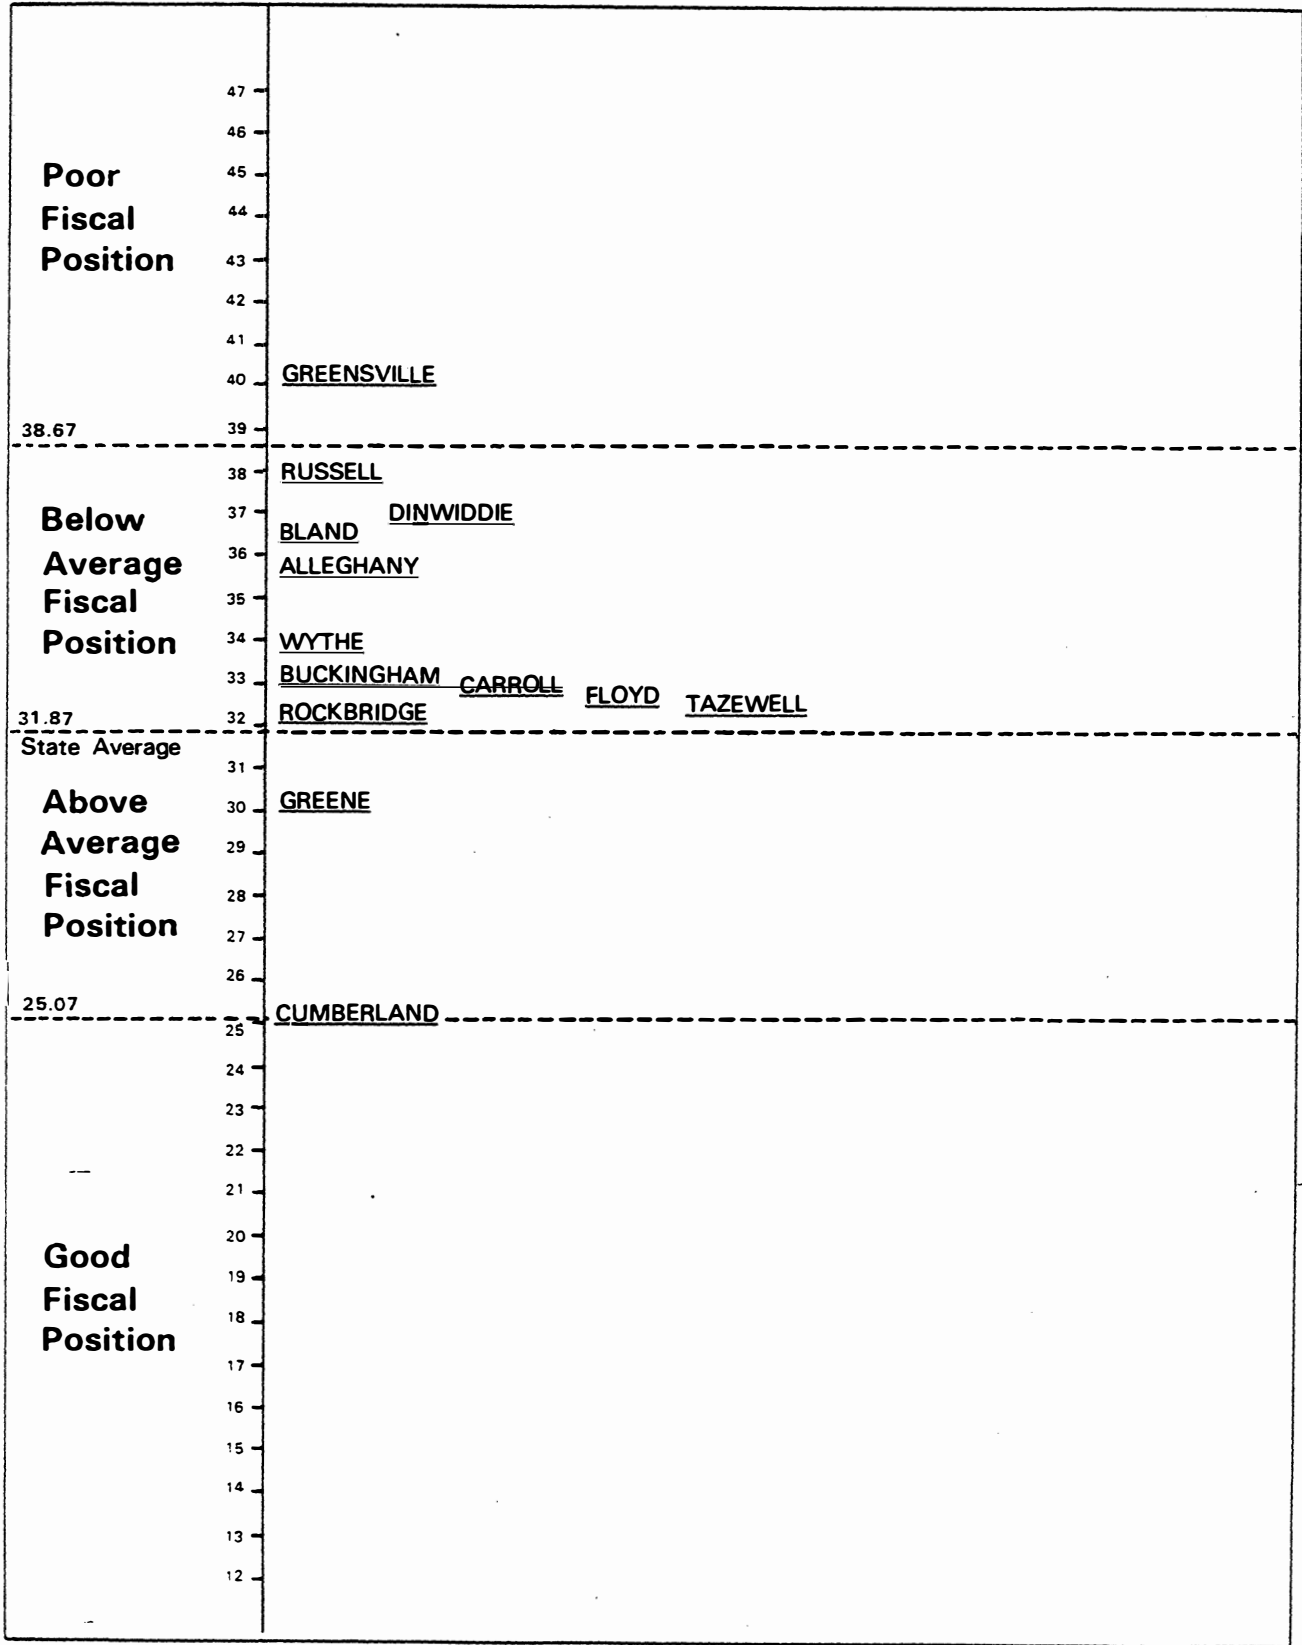 47
46
Poor 45
Fiscal 44
Position 43
42
41
40 GREENSVILLE
38.67 39
38 RUSSELL
37 DINWIDDIE
Below BLAND
Average 36 ALLEGHANY
Fiscal 35
Position 34 WYTHE
33 BUCKINGHAM CARROLL FLOYD TAZEWELL
31.87 32 ROCKBRIDGE
State Average
31
Above 30 GREENE
Average 29
Fiscal 28
Position 27
26
25.07 CUMBERLAND
25
24
23
22
21
20
Good
Fiscal 19
Position 18
17
16
15
14
13
12